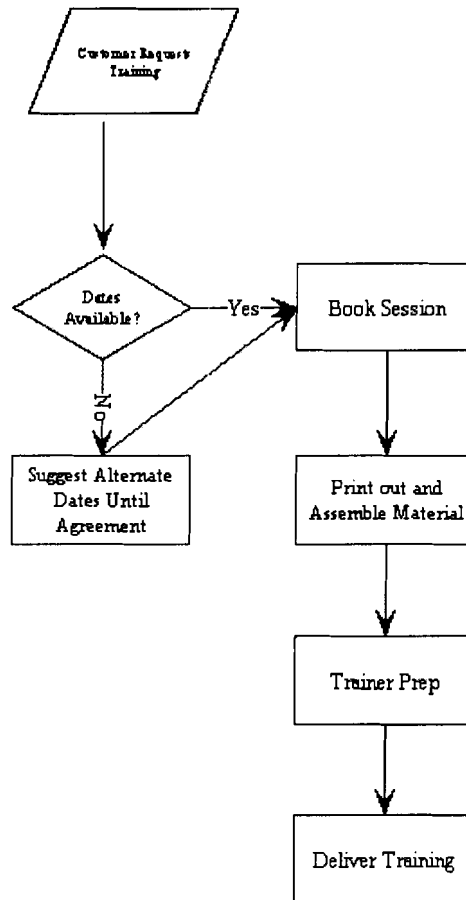 Customer Requests
Training
Dates
Available?
Yes
Book Session
No
Suggest Alternate
Dates Until
Agreement
Print out and
Assemble Material
Trainer Prep
Deliver Training